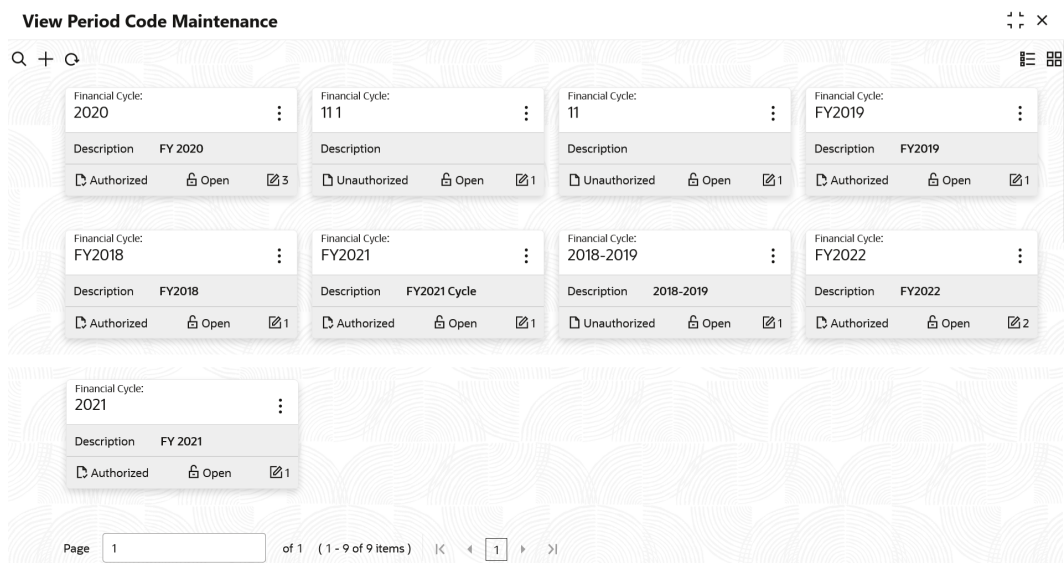 View Period Code Maintenance
Financial Cycle: Financial Cycle: Financial Cycle: Financial Cycle:
2020 11 1 11 FY2019
Description FY 2020 Description Description Description FY2019
Authorized Open 3 Unauthorized Open 1 Unauthorized Open 1 Authorized Open 1
Financial Cycle: Financial Cycle: Financial Cycle: Financial Cycle:
FY2018 FY2021 2018-2019 FY2022
Description FY2018 Description FY2021 Cycle Description 2018-2019 Description FY2022
Authorized Open 1 Authorized Open 1 Unauthorized Open 1 Authorized Open 2
Financial Cycle:
2021
Description FY 2021
Authorized Open 1
Page 1 of 1 ( 1 - 9 of 9 items ) 1